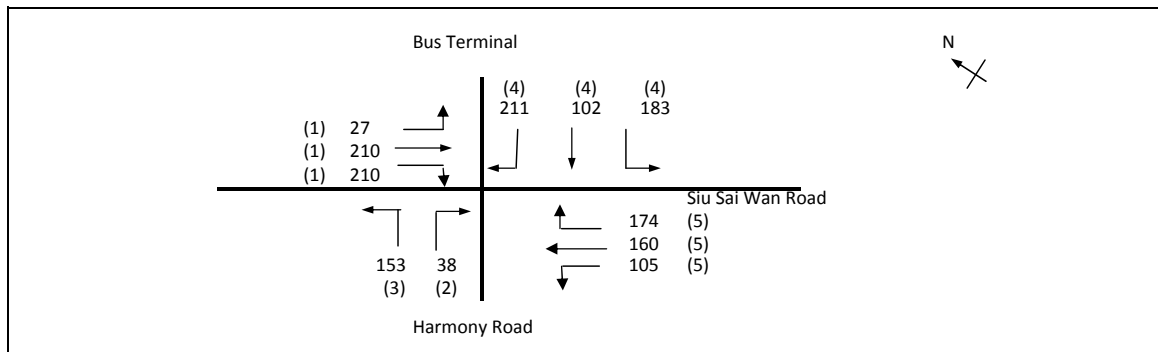 Bus Terminal
N
(4) (4) (4)
211 102 183
(1) 27
(1) 210
(1) 210
Siu Sai Wan Road
174 (5)
160 (5)
105 (5)
153 38
(3) (2)
Harmony Road